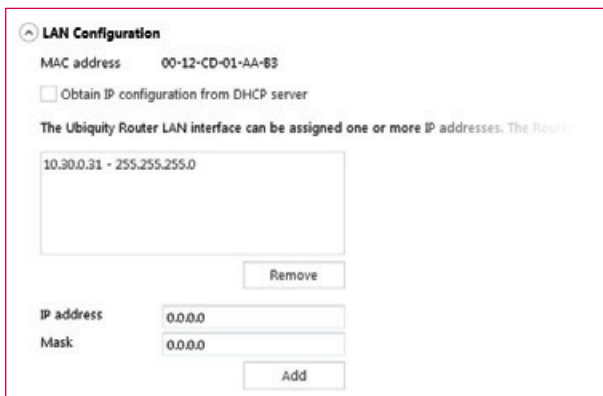 LAN Configuration
MAC address 00-12-CD-01-AA-B3
Obtain IP configuration from DHCP server
The Ubiquity Router LAN interface can be assigned one or more IP addresses. The Router
10.30.0.31 - 255.255.255.0
Remove
IP address 0.0.0.0
Mask 0.0.0.0
Add